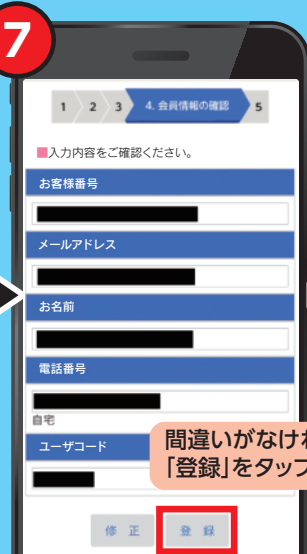 7
1 2 3 4. 会員情報の確認 5
■入力内容をご確認ください。
お客様番号
メールアドレス
お名前
電話番号
自宅
ユーザコード
間違いがなけ
「登録」をタッ
修 正 登 録